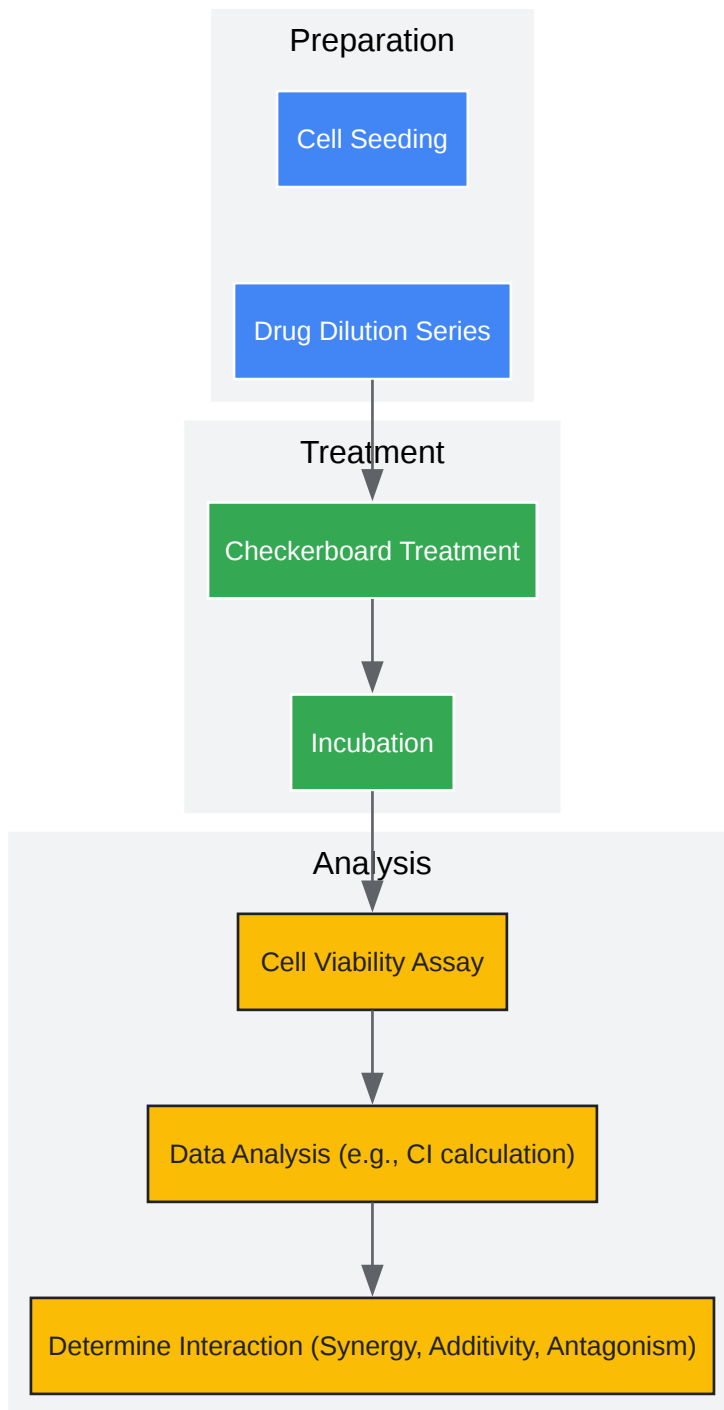 Preparation
Cell Seeding
Drug Dilution Series
Treatment
Checkerboard Treatment
Incubation
Analysis
Cell Viability Assay
Data Analysis (e.g., CI calculation)
Determine Interaction (Synergy, Additivity, Antagonism)